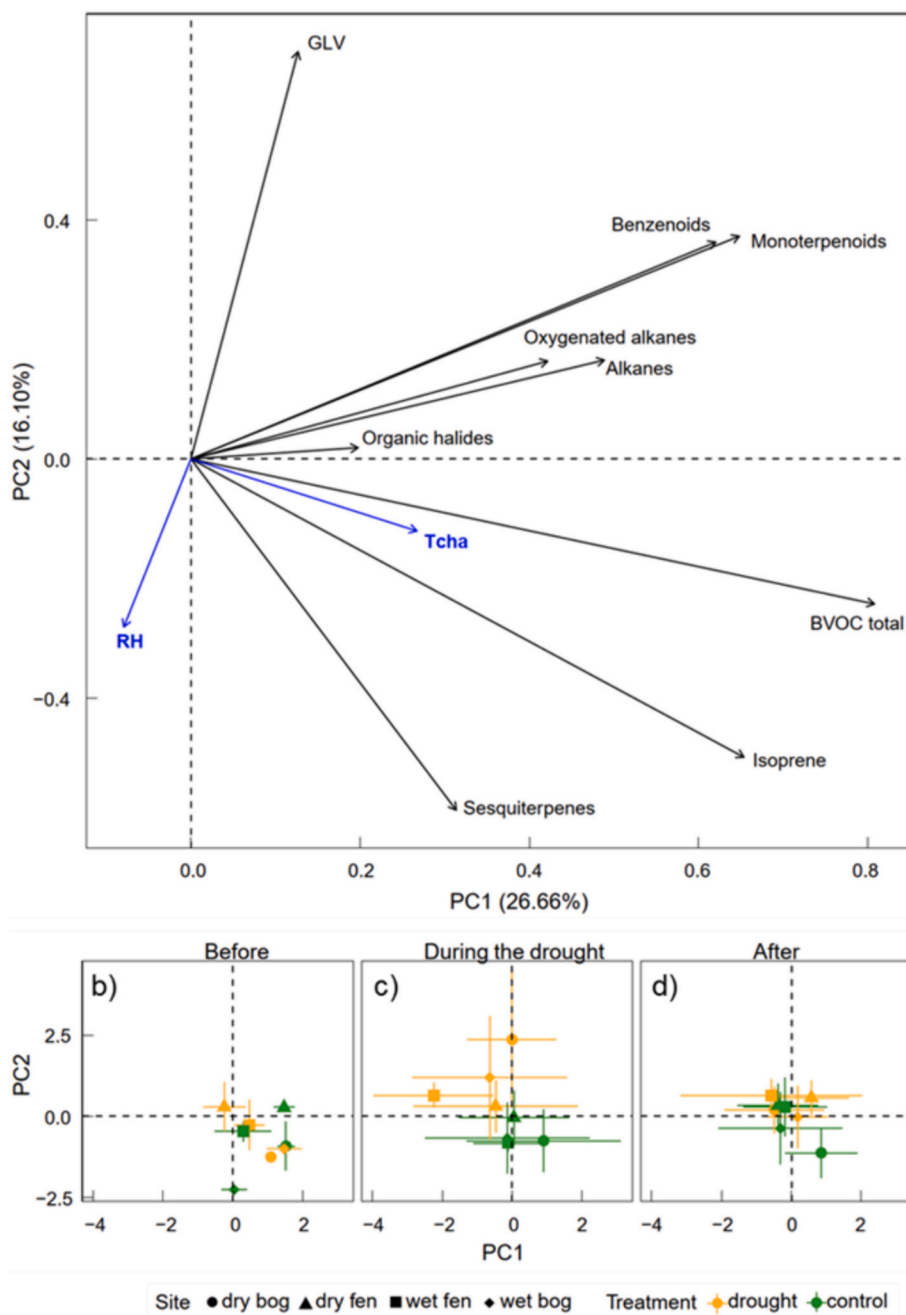 GLV
0.4
Benzenoids
Monoterpenoids
Oxygenated alkanes
Alkanes
Organic halides
PC2 (16.10%)
0.0
Tcha
BVOC total
RH
−0.4
Isoprene
Sesquiterpenes
0.0 0.2 0.4 0.6 0.8
PC1 (26.66%)
Before During the drought After
b) c) d)
2.5
PC2
0.0
−2.5
−4 −2 0 2 −4 −2 0 2 −4 −2 0 2
PC1
Site dry bog dry fen wet fen wet bog Treatment drought control